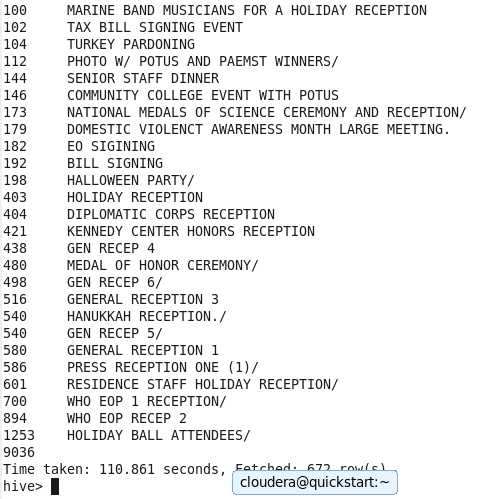 100 MARINE BAND MUSICIANS FOR A HOLIDAY RECEPTION
102 TAX BILL SIGNING EVENT
104 TURKEY PARDONING
112 PHOTO W/ POTUS AND PAEMST WINNERS/
144 SENIOR STAFF DINNER
146 COMMUNITY COLLEGE EVENT WITH POTUS
173 NATIONAL MEDALS OF SCIENCE CEREMONY AND RECEPTION/
179 DOMESTIC VIOLENCT AWARENESS MONTH LARGE MEETING.
182 EO SIGINING
192 BILL SIGNING
198 HALLOWEEN PARTY/
403 HOLIDAY RECEPTION
404 DIPLOMATIC CORPS RECEPTION
421 KENNEDY CENTER HONORS RECEPTION
438 GEN RECEP 4
480 MEDAL OF HONOR CEREMONY/
498 GEN RECEP 6/
516 GENERAL RECEPTION 3
540 HANUKKAH RECEPTION./
540 GEN RECEP 5/
580 GENERAL RECEPTION 1
586 PRESS RECEPTION ONE (1)/
601 RESIDENCE STAFF HOLIDAY RECEPTION/
700 WHO EOP 1 RECEPTION/
894 WHO EOP RECEP 2
1253 HOLIDAY BALL ATTENDEES/
9036
Time taken: 110.861 seconds, Fetched: 672 row(s)
hive>
cloudera@quickstart:~